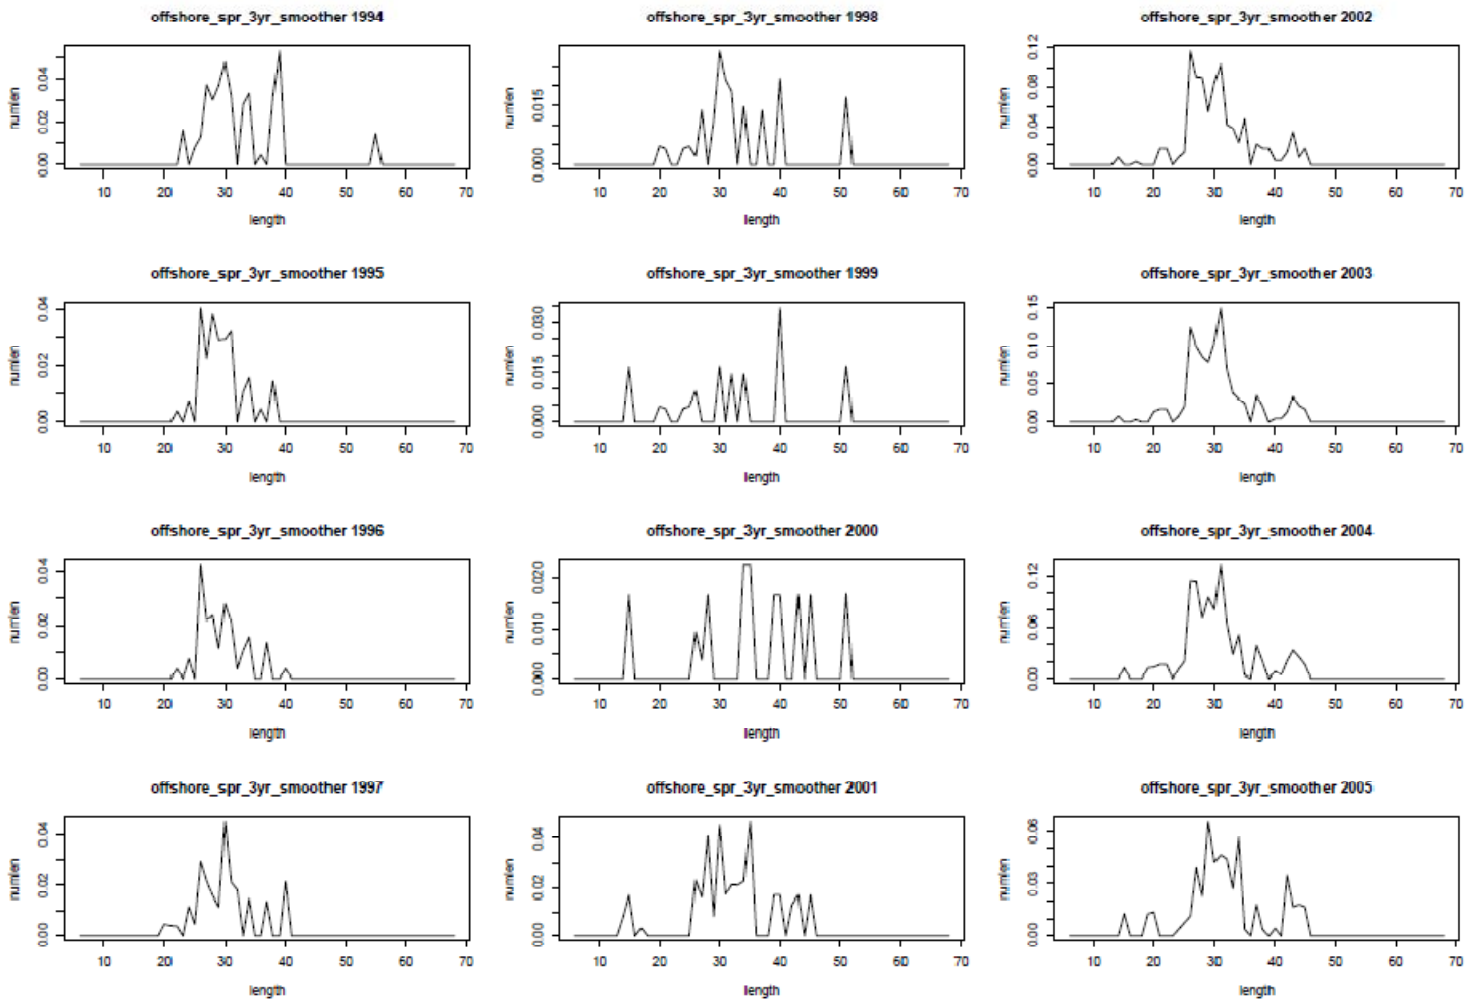 offshore_spr_3yr_smoother 1994
numlen
0.00 0.02 0.04
10 20 30 40 50 60 70
length
offshore_spr_3yr_smoother 1998
numlen
0.000 0.015
10 20 30 40 50 60 70
length
offshore_spr_3yr_smoother 2002
numlen
0.00 0.04 0.08 0.12
10 20 30 40 50 60 70
length
offshore_spr_3yr_smoother 1995
numlen
0.00 0.02 0.04
10 20 30 40 50 60 70
length
offshore_spr_3yr_smoother 1999
numlen
0.000 0.015 0.030
10 20 30 40 50 60 70
length
offshore_spr_3yr_smoother 2003
numlen
0.00 0.05 0.10 0.15
10 20 30 40 50 60 70
length
offshore_spr_3yr_smoother 1996
numlen
0.00 0.02 0.04
10 20 30 40 50 60 70
length
offshore_spr_3yr_smoother 2000
numlen
0.000 0.010 0.020
10 20 30 40 50 60 70
length
offshore_spr_3yr_smoother 2004
numlen
0.00 0.06 0.12
10 20 30 40 50 60 70
length
offshore_spr_3yr_smoother 1997
numlen
0.00 0.02 0.04
10 20 30 40 50 60 70
length
offshore_spr_3yr_smoother 2001
numlen
0.00 0.02 0.04
10 20 30 40 50 60 70
length
offshore_spr_3yr_smoother 2005
numlen
0.00 0.03 0.06
10 20 30 40 50 60 70
length